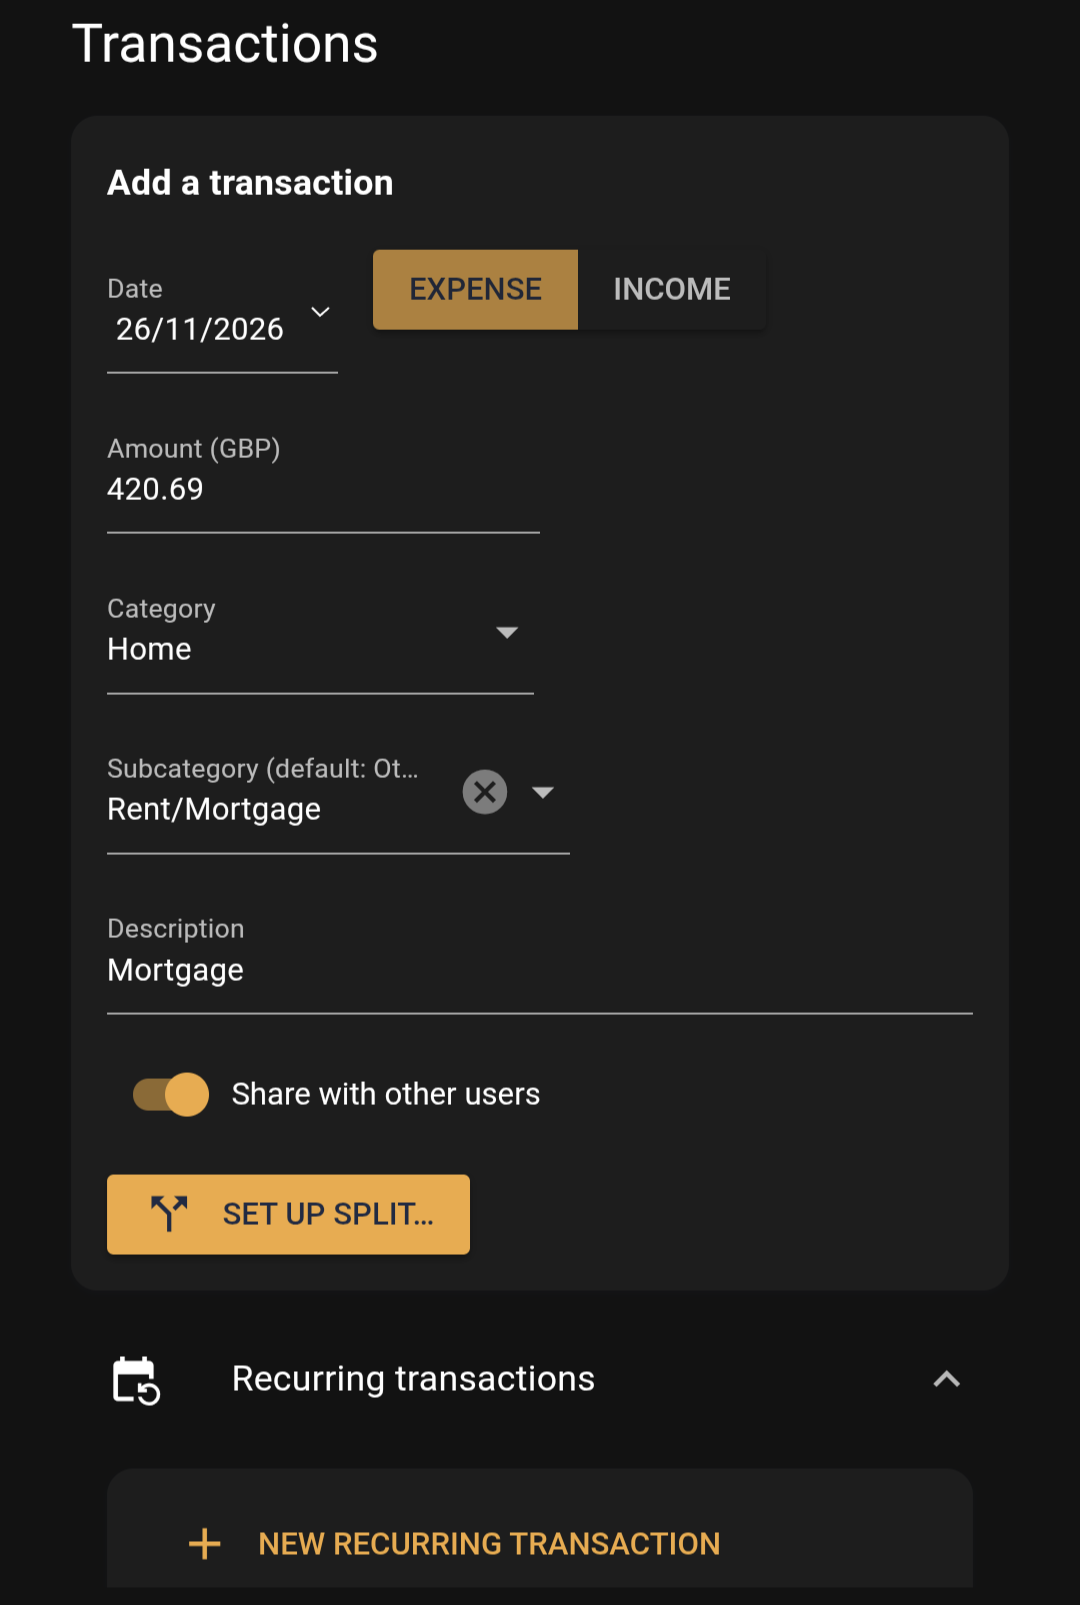 Transactions
Add a transaction
Date
26/11/2026
EXPENSE
INCOME
Amount (GBP)
420.69
Category
Home
Subcategory (default: Ot...
Rent/Mortgage
Description
Mortgage
Share with other users
SET UP SPLIT...
Recurring transactions
NEW RECURRING TRANSACTION